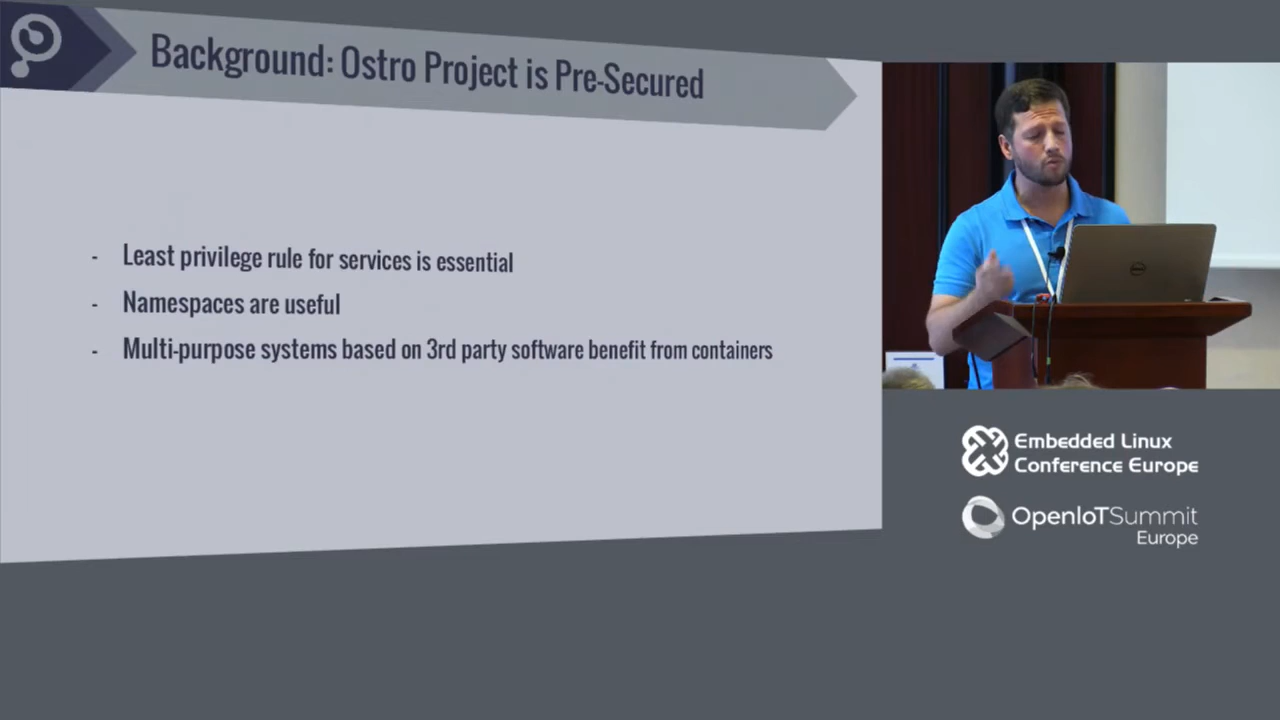 Background: Ostro Project is Pre-Secured
- Least privilege rule for services is essential
- Namespaces are useful
- Multi-purpose systems based on 3rd party software benefit from containers
Embedded Linux
Conference Europe
OpenIoTSummit
Europe